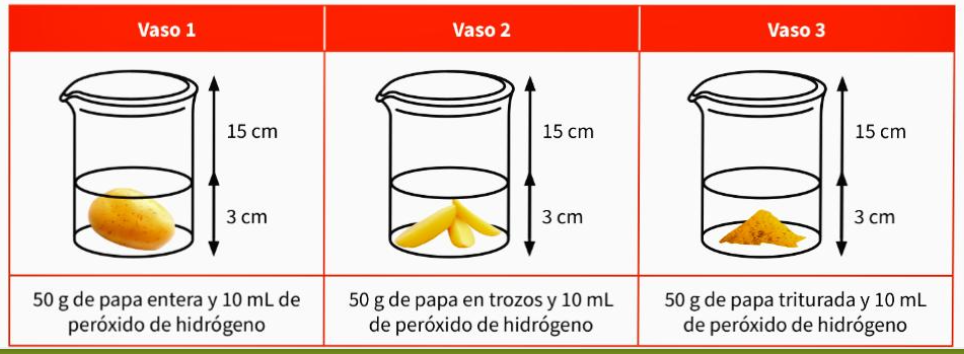 Vaso 1
Vaso 2
Vaso 3
15 cm
3 cm
15 cm
3 cm
15 cm
3 cm
50 g de papa entera y 10 mL de
peróxido de hidrógeno
50 g de papa en trozos y 10 mL
de peróxido de hidrógeno
50 g de papa triturada y 10 mL
de peróxido de hidrógeno